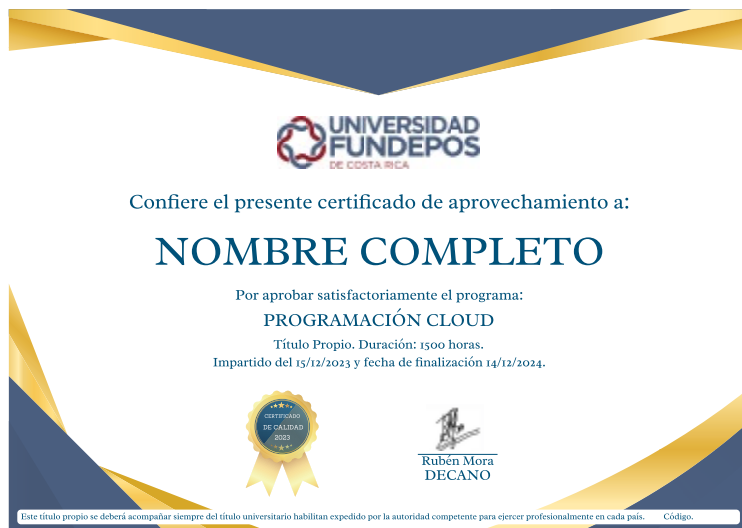 UNIVERSIDAD
FUNDEPOS
DE COSTA RICA
Confiere el presente certificado de aprovechamiento a:
NOMBRE COMPLETO
Por aprobar satisfactoriamente el programa:
PROGRAMACIÓN CLOUD
Título Propio. Duración: 1500 horas.
Impartido del 15/12/2023 y fecha de finalización 14/12/2024.
CERTIFICADO
DE CALIDAD
2023
Rubén Mora
DECANO
Este título propio se deberá acompañar siempre del título universitario habilitan expedido por la autoridad competente para ejercer profesionalmente en cada país. Código.